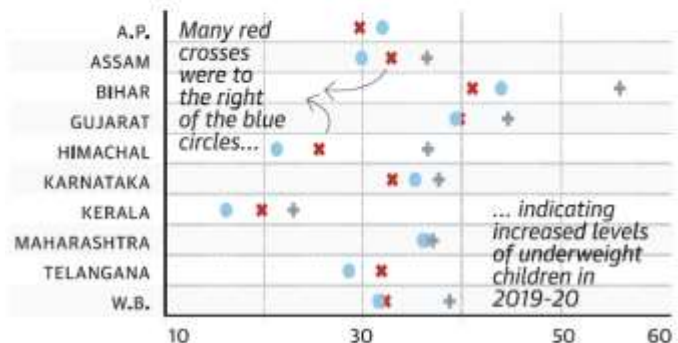 A.P.
ASSAM
BIHAR
GUJARAT
HIMACHAL
KARNATAKA
KERALA
MAHARASHTRA
TELANGANA
W.B.
Many red
crosses
were to
the right
of the blue
circles...
... indicating
increased levels
of underweight
children in
2019-20
10 30 50 60